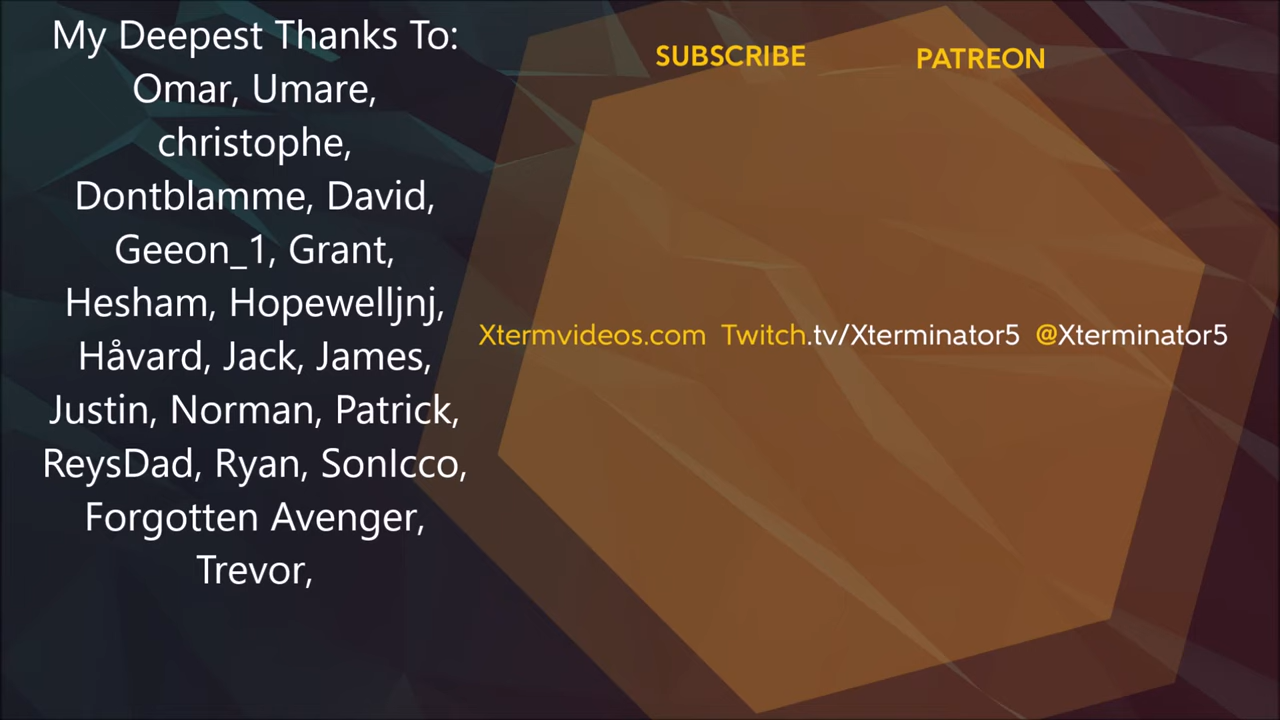 My Deepest Thanks To:
Omar, Umare,
christophe,
Dontblamme, David,
Geeon_1, Grant,
Hesham, Hopewelljnj,
Håvard, Jack, James,
Justin, Norman, Patrick,
ReysDad, Ryan, SonIcco,
Forgotten Avenger,
Trevor,
SUBSCRIBE PATREON
Xtermvideos.com Twitch.tv/Xterminator5 @Xterminator5